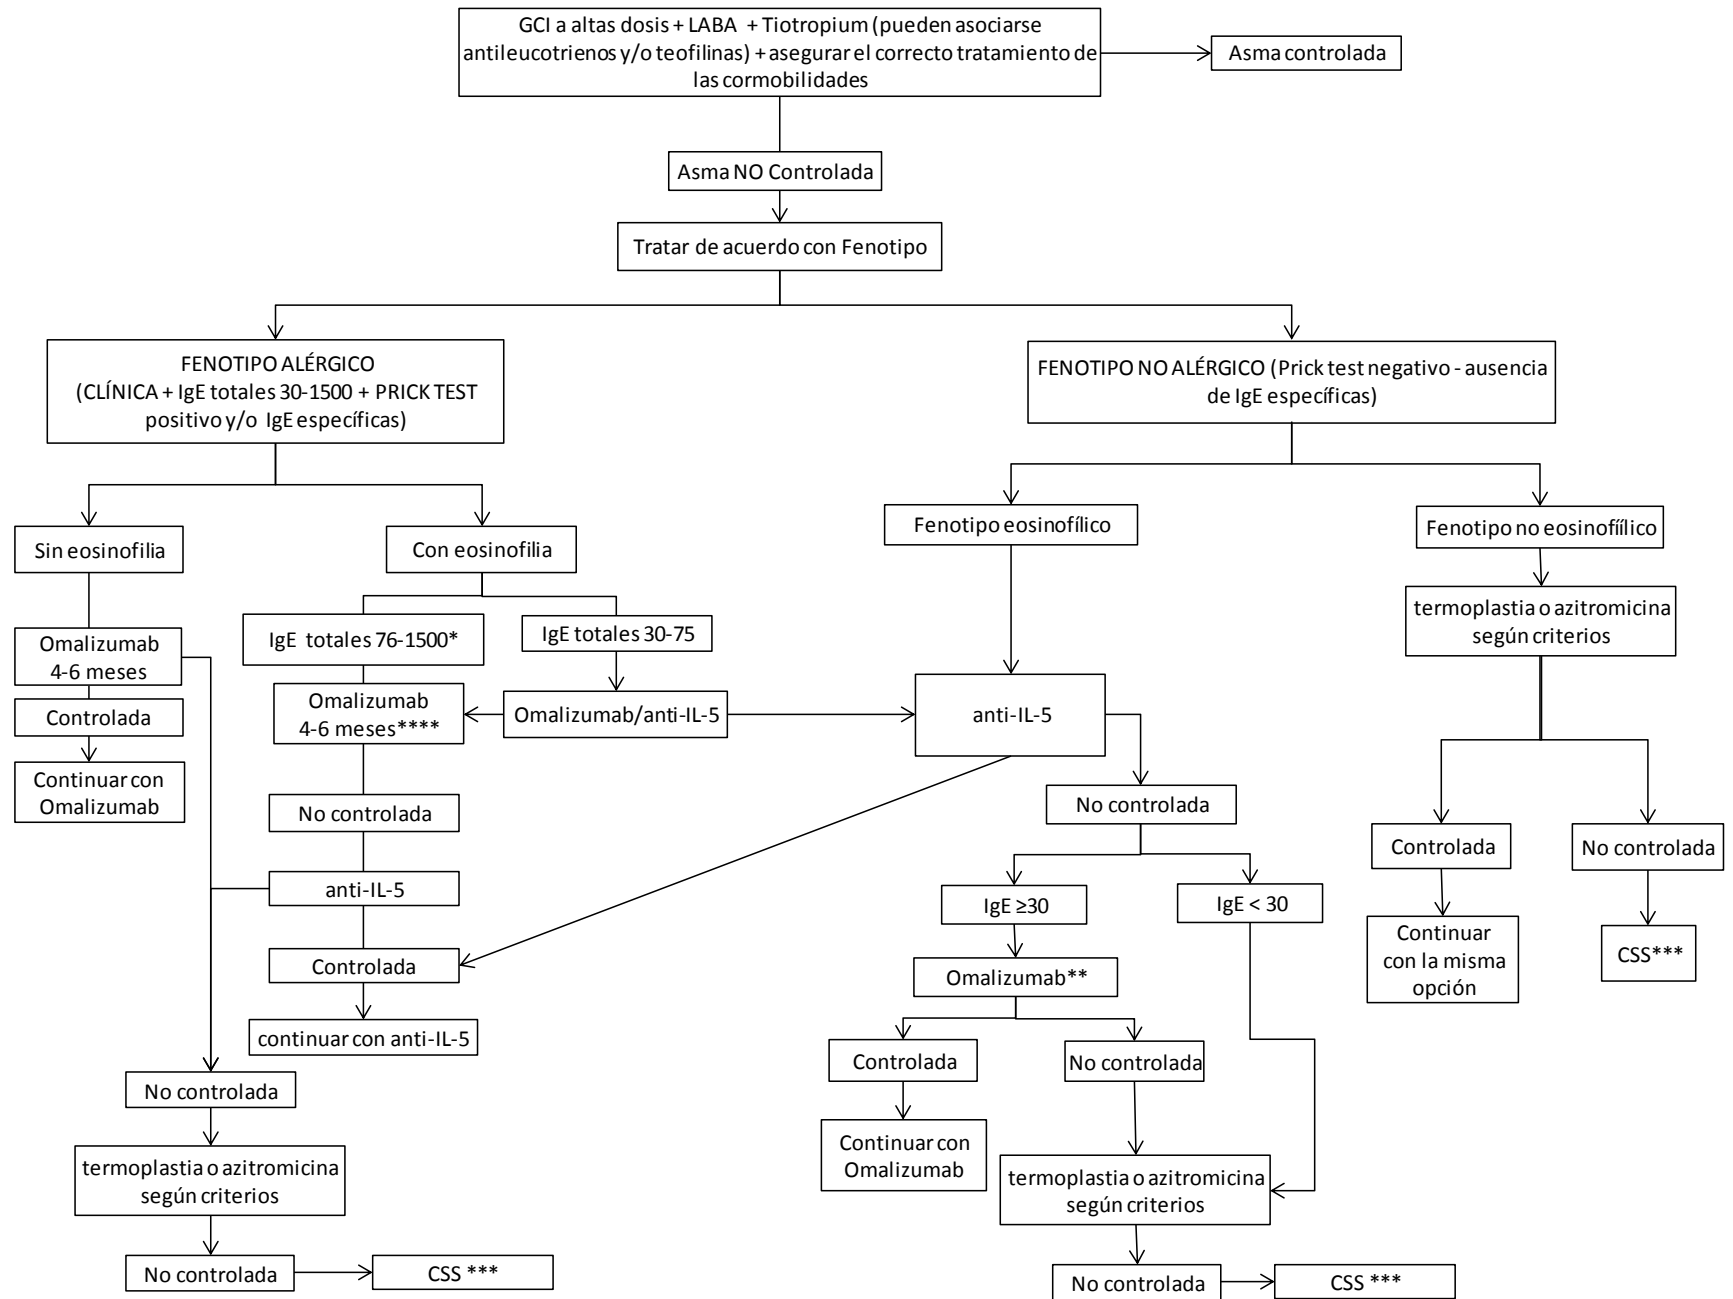 GCI a altas dosis + LABA + Tiotropium (pueden asociarse
antileucotrienos y/o teofilinas) + asegurar el correcto tratamiento de
las cormobilidades
Asma controlada
Asma NO Controlada
Tratar de acuerdo con Fenotipo
FENOTIPO ALÉRGICO
(CLÍNICA + IgE totales 30-1500 + PRICK TEST
positivo y/o IgE específicas)
FENOTIPO NO ALÉRGICO (Prick test negativo - ausencia
de IgE específicas)
Sin eosinofilia
Con eosinofilia
Fenotipo eosinofílico
Fenotipo no eosinofíílico
Omalizumab
4-6 meses
Controlada
Continuar con
Omalizumab
IgE totales 76-1500*
IgE totales 30-75
Omalizumab
4-6 meses****
Omalizumab/anti-IL-5
anti-IL-5
termoplastia o azitromicina
según criterios
No controlada
anti-IL-5
Controlada
continuar con anti-IL-5
No controlada
termoplastia o azitromicina
según criterios
No controlada
CSS ***
No controlada
IgE ≥30
IgE < 30
Omalizumab**
Controlada
No controlada
Continuar con
Omalizumab
termoplastia o azitromicina
según criterios
No controlada
CSS ***
Controlada
No controlada
Continuar
con la misma
opción
CSS***